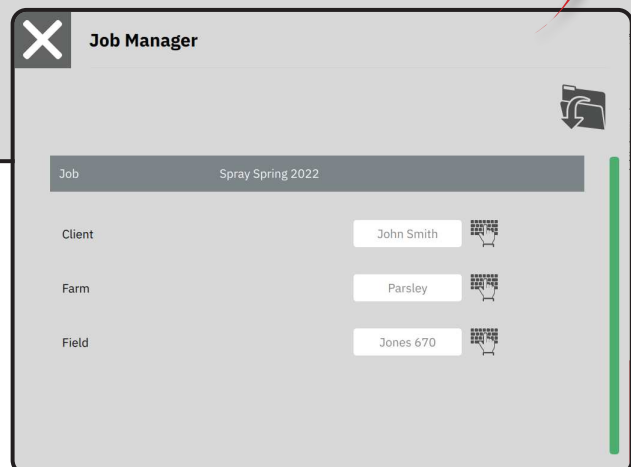 Job Manager
Job Spray Spring 2022
Client John Smith
Farm Parsley
Field Jones 670